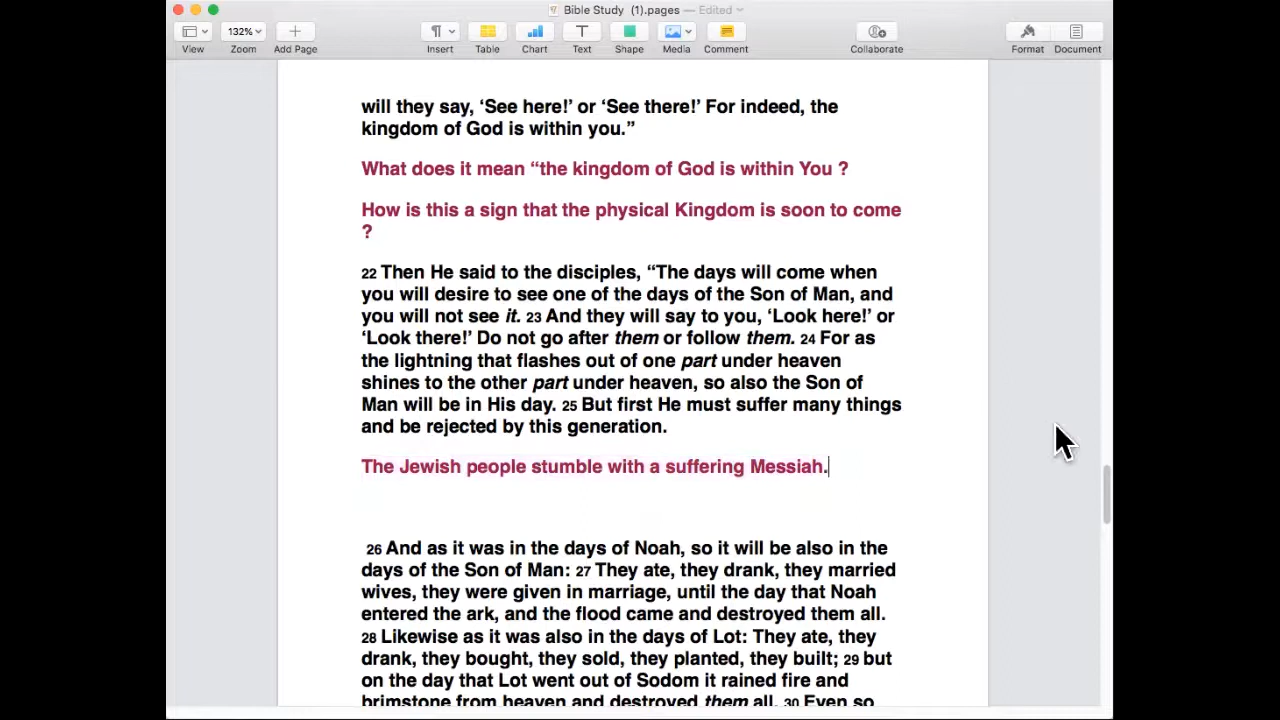 Bible Study (1).pages — Edited
View
132%
Zoom
Add Page
Insert
Table
Chart
Text
Shape
Media
Comment
Collaborate
Format
Document
will they say, ‘See here!’ or ‘See there!’ For indeed, the
kingdom of God is within you.”
What does it mean “the kingdom of God is within You ?
How is this a sign that the physical Kingdom is soon to come
?
22 Then He said to the disciples, “The days will come when
you will desire to see one of the days of the Son of Man, and
you will not see it. 23 And they will say to you, ‘Look here!’ or
‘Look there!’ Do not go after them or follow them. 24 For as
the lightning that flashes out of one part under heaven
shines to the other part under heaven, so also the Son of
Man will be in His day. 25 But first He must suffer many things
and be rejected by this generation.
The Jewish people stumble with a suffering Messiah.
26 And as it was in the days of Noah, so it will be also in the
days of the Son of Man: 27 They ate, they drank, they married
wives, they were given in marriage, until the day that Noah
entered the ark, and the flood came and destroyed them all.
28 Likewise as it was also in the days of Lot: They ate, they
drank, they bought, they sold, they planted, they built; 29 but
on the day that Lot went out of Sodom it rained fire and
brimstone from heaven and destroyed them all. 30 Even so